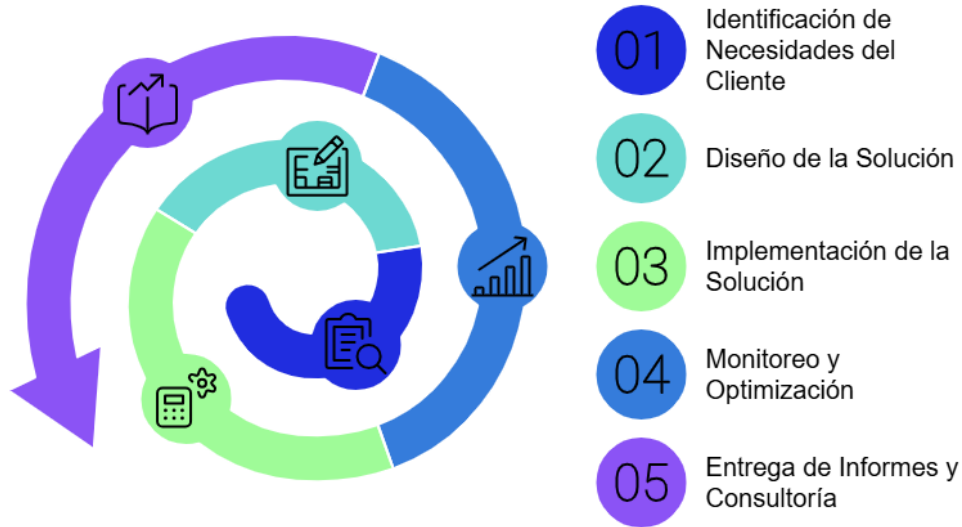 01
Identificación de
Necesidades del
Cliente
02
Diseño de la Solución
03
Implementación de la
Solución
04
Monitoreo y
Optimización
05
Entrega de Informes y
Consultoría